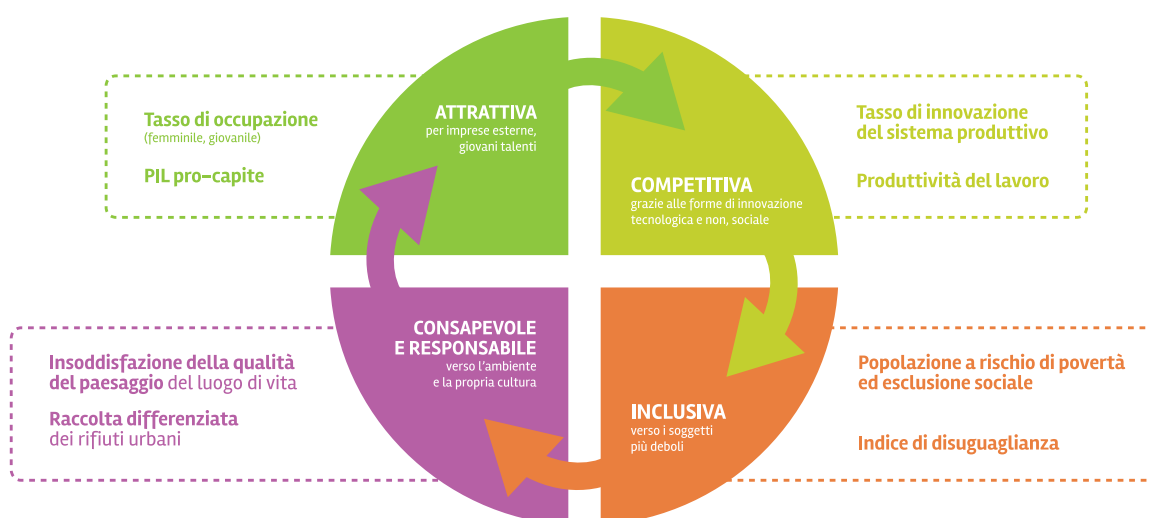 Tasso di occupazione
(femminile, giovanile)
PIL pro-capite
ATTRATTIVA
per imprese esterne,
giovani talenti
COMPETITIVA
grazie alle forme di innovazione
tecnologica e non, sociale
Tasso di innovazione
del sistema produttivo
Produttività del lavoro
Insoddisfazione della qualità
del paesaggio del luogo di vita
Raccolta differenziata
dei rifiuti urbani
CONSAPEVOLE
E RESPONSABILE
verso l'ambiente
e la propria cultura
INCLUSIVA
verso i soggetti
più deboli
Popolazione a rischio di povertà
ed esclusione sociale
Indice di disuguaglianza